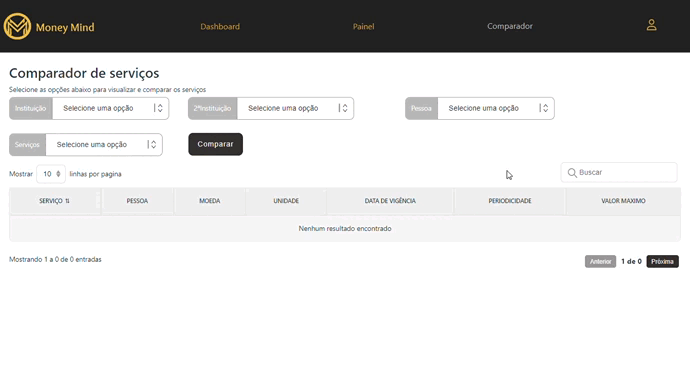 Money Mind
Dashboard
Painel
Comparador
Comparador de serviços
Selecione as opções abaixo para visualizar e comparar os serviços
Instituição Selecione uma opção
2ªInstituição Selecione uma opção
Pessoa Selecione uma opção
Serviços Selecione uma opção
Comparar
Mostrar 10 linhas por pagina
Buscar
SERVIÇO PESSOA MOEDA UNIDADE DATA DE VIGÊNCIA PERIODICIDADE VALOR MAXIMO
Nenhum resultado encontrado
Mostrando 1 a 0 de 0 entradas
Anterior 1 de 0 Próxima